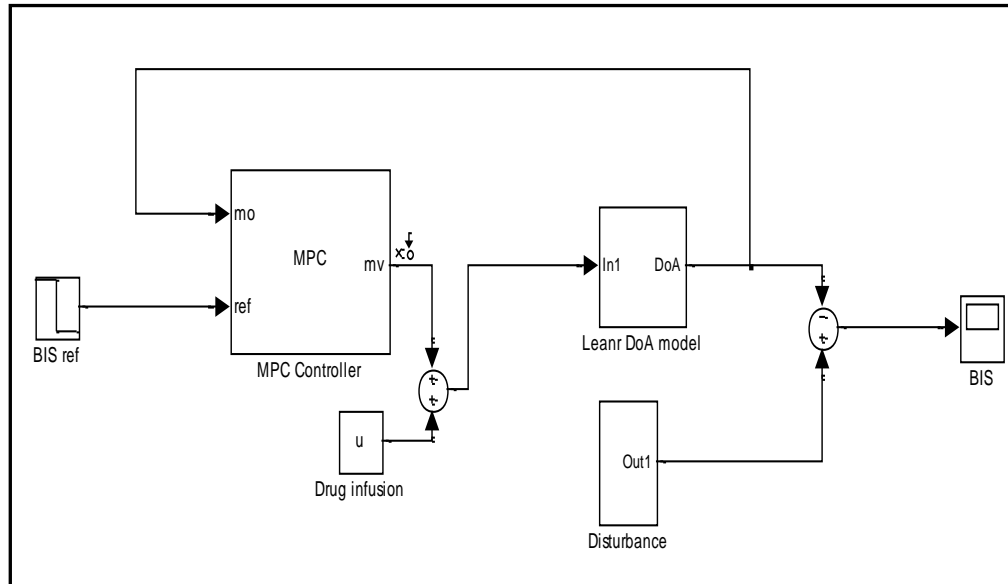 mo
MPC
mv
ref
BIS ref
MPC Controller
u
Drug infusion
In1
DoA
Leanr DoA model
BIS
Out1
Disturbance